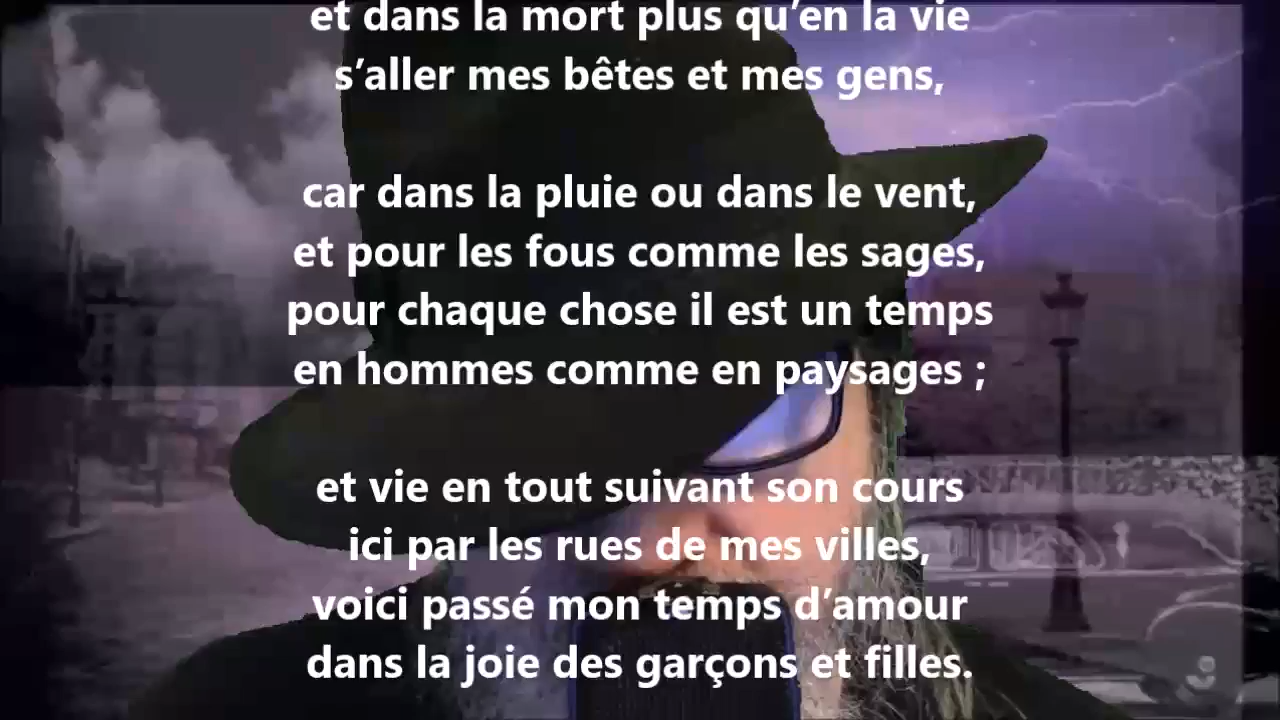 et dans la mort plus qu’en la vie
s’aller mes bêtes et mes gens,
car dans la pluie ou dans le vent,
et pour les fous comme les sages,
pour chaque chose il est un temps
en hommes comme en paysages ;
et vie en tout suivant son cours
ici par les rues de mes villes,
voici passé mon temps d’amour
dans la joie des garçons et filles.